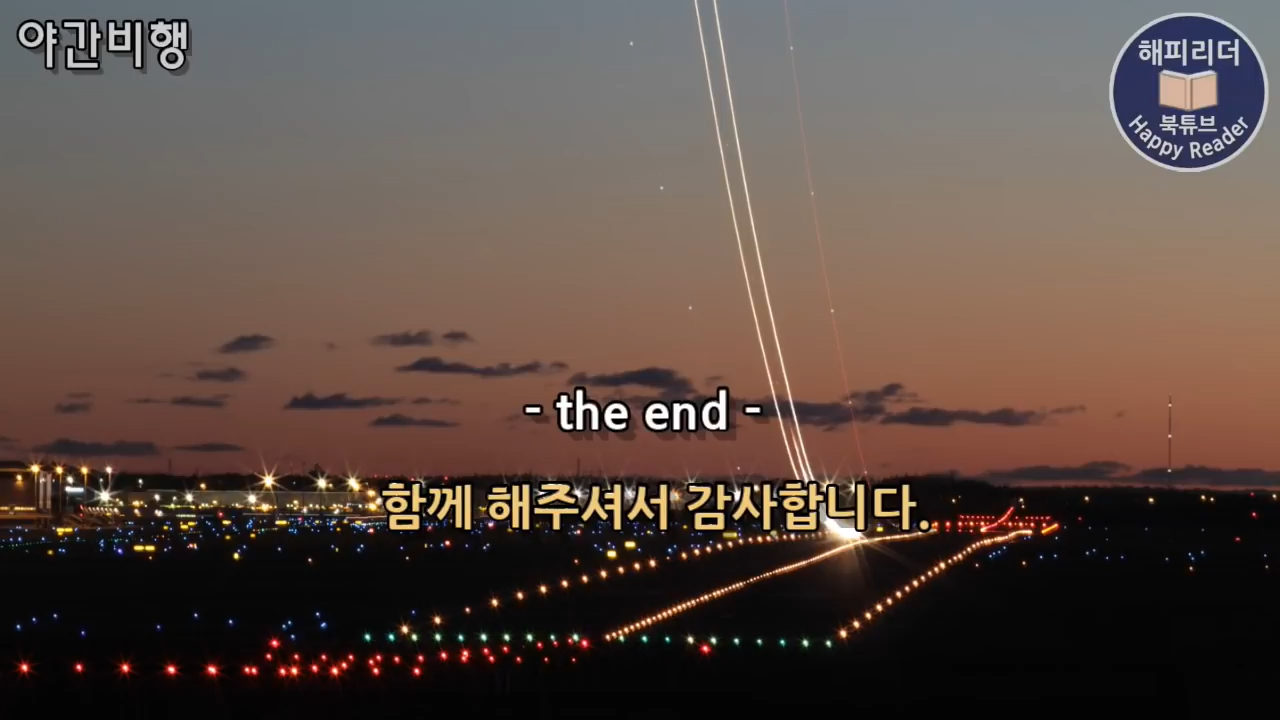 야간비행
해피리더
북튜브
Happy Reader
- the end -
함께 해주셔서 감사합니다.